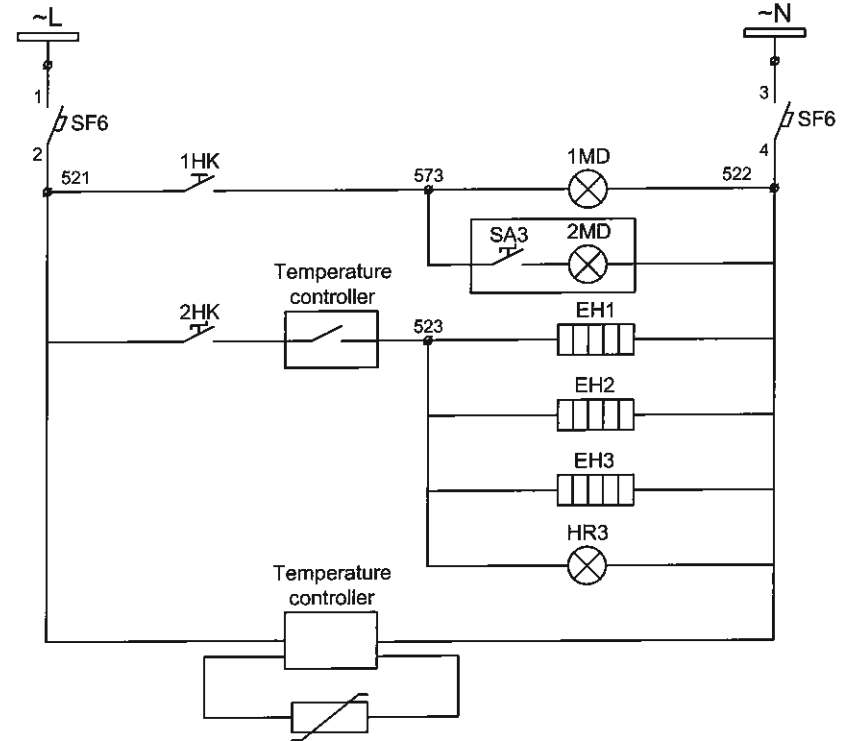 ~L
~N
1
3
SF6
SF6
2
4
521
1HK
573
1MD
522
SA3
2MD
Temperature
controller
2HK
523
EH1
EH2
EH3
HR3
Temperature
controller